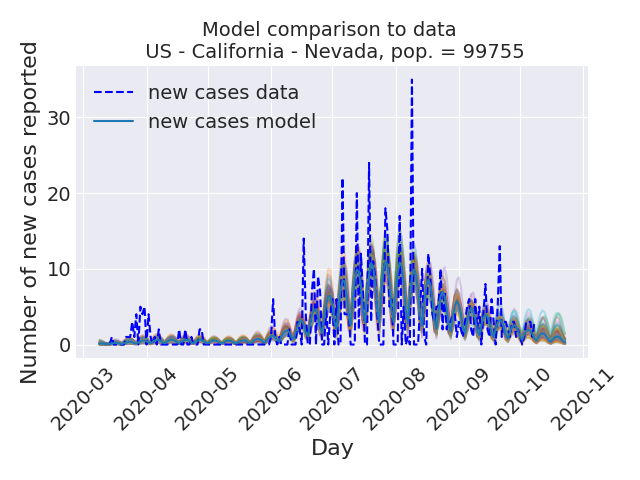 Model comparison to data
US - California - Nevada, pop. = 99755
Number of new cases reported
30
20
10
0
new cases data
new cases model
2020-03
2020-04
2020-05
2020-06
2020-07
2020-08
2020-09
2020-10
2020-11
Day